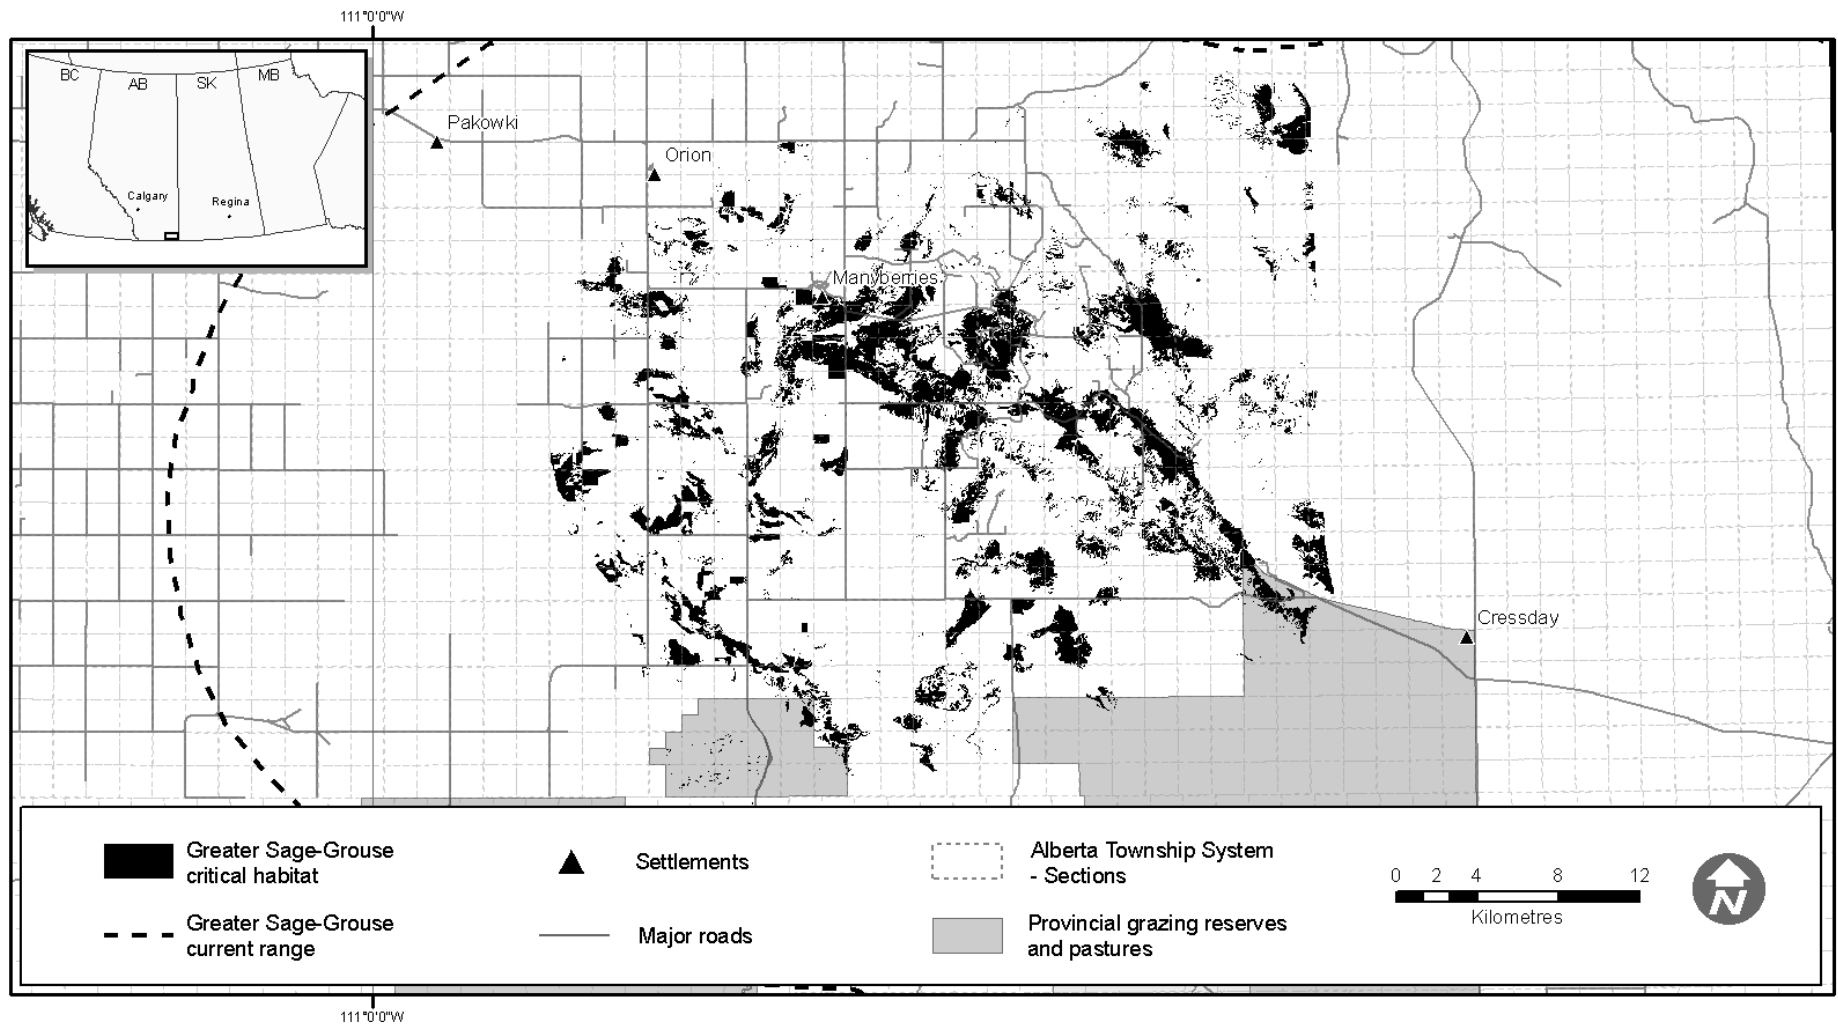 111°0'0"W
BC
AB
SK
MB
Calgary
Regina
Pakowki
Orion
Manyberries
Cressday
Greater Sage-Grouse
critical habitat
Settlements
Alberta Township System
- Sections
0 2 4 8 12
Kilometres
N
Greater Sage-Grouse
current range
Major roads
Provincial grazing reserves
and pastures
111°0'0"W